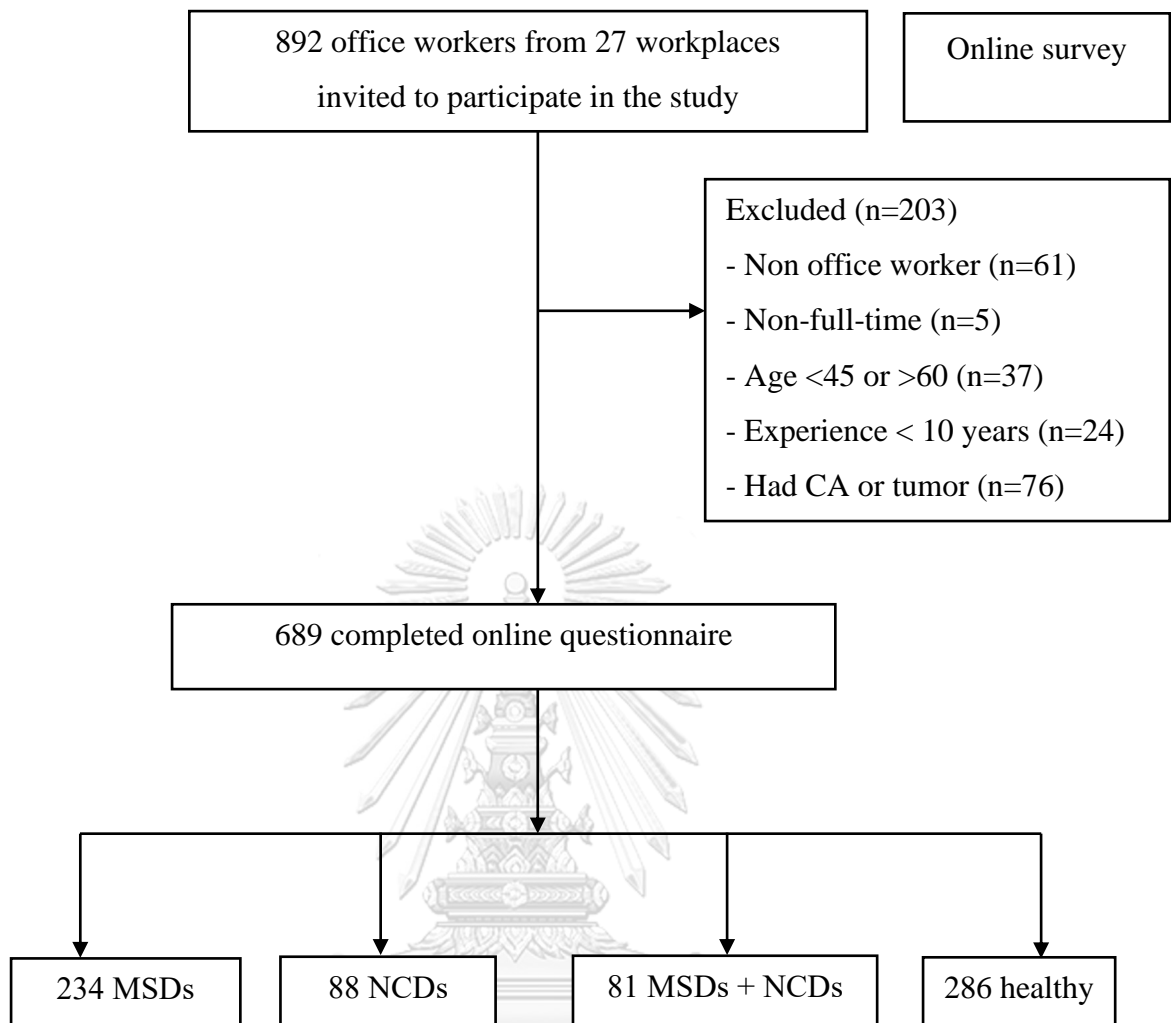 892 office workers from 27 workplaces
invited to participate in the study
Online survey
Excluded (n=203)
- Non office worker (n=61)
- Non-full-time (n=5)
- Age <45 or >60 (n=37)
- Experience < 10 years (n=24)
- Had CA or tumor (n=76)
689 completed online questionnaire
234 MSDs
88 NCDs
81 MSDs + NCDs
286 healthy